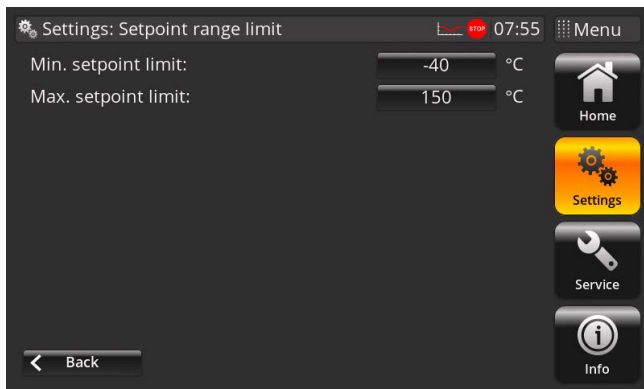 Settings: Setpoint range limit STOP 07:55 Menu
Min. setpoint limit: -40 °C
Max. setpoint limit: 150 °C
Home
Settings
Service
Info
Back